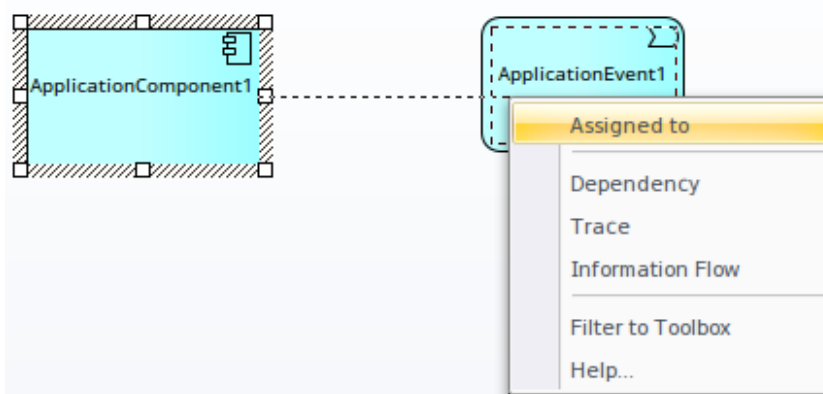 ApplicationComponent1
ApplicationEvent1
Assigned to
Dependency
Trace
Information Flow
Filter to Toolbox
Help...